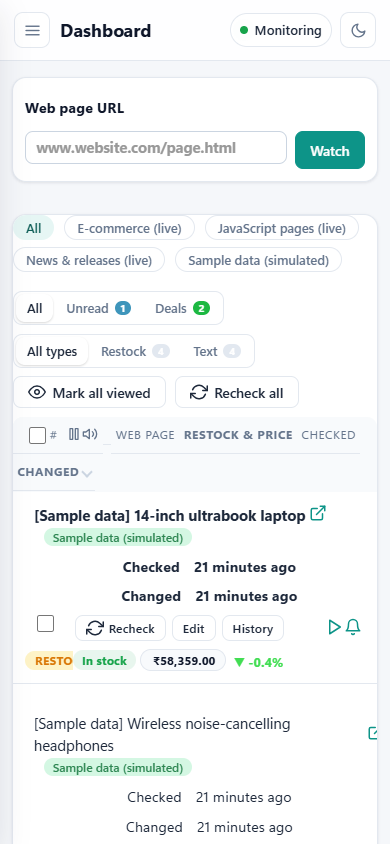 Dashboard
Monitoring
Web page URL
www.website.com/page.html
Watch
All
E-commerce (live)
JavaScript pages (live)
News & releases (live)
Sample data (simulated)
All
Unread 1
Deals 2
All types
Restock 4
Text 4
Mark all viewed
Recheck all
# WEB PAGE RESTOCK & PRICE CHECKED
CHANGED
[Sample data] 14-inch ultrabook laptop
Sample data (simulated)
Checked 21 minutes ago
Changed 21 minutes ago
Recheck
Edit
History
RESTO In stock ₹58,359.00 ▼ -0.4%
[Sample data] Wireless noise-cancelling
headphones
Sample data (simulated)
Checked 21 minutes ago
Changed 21 minutes ago